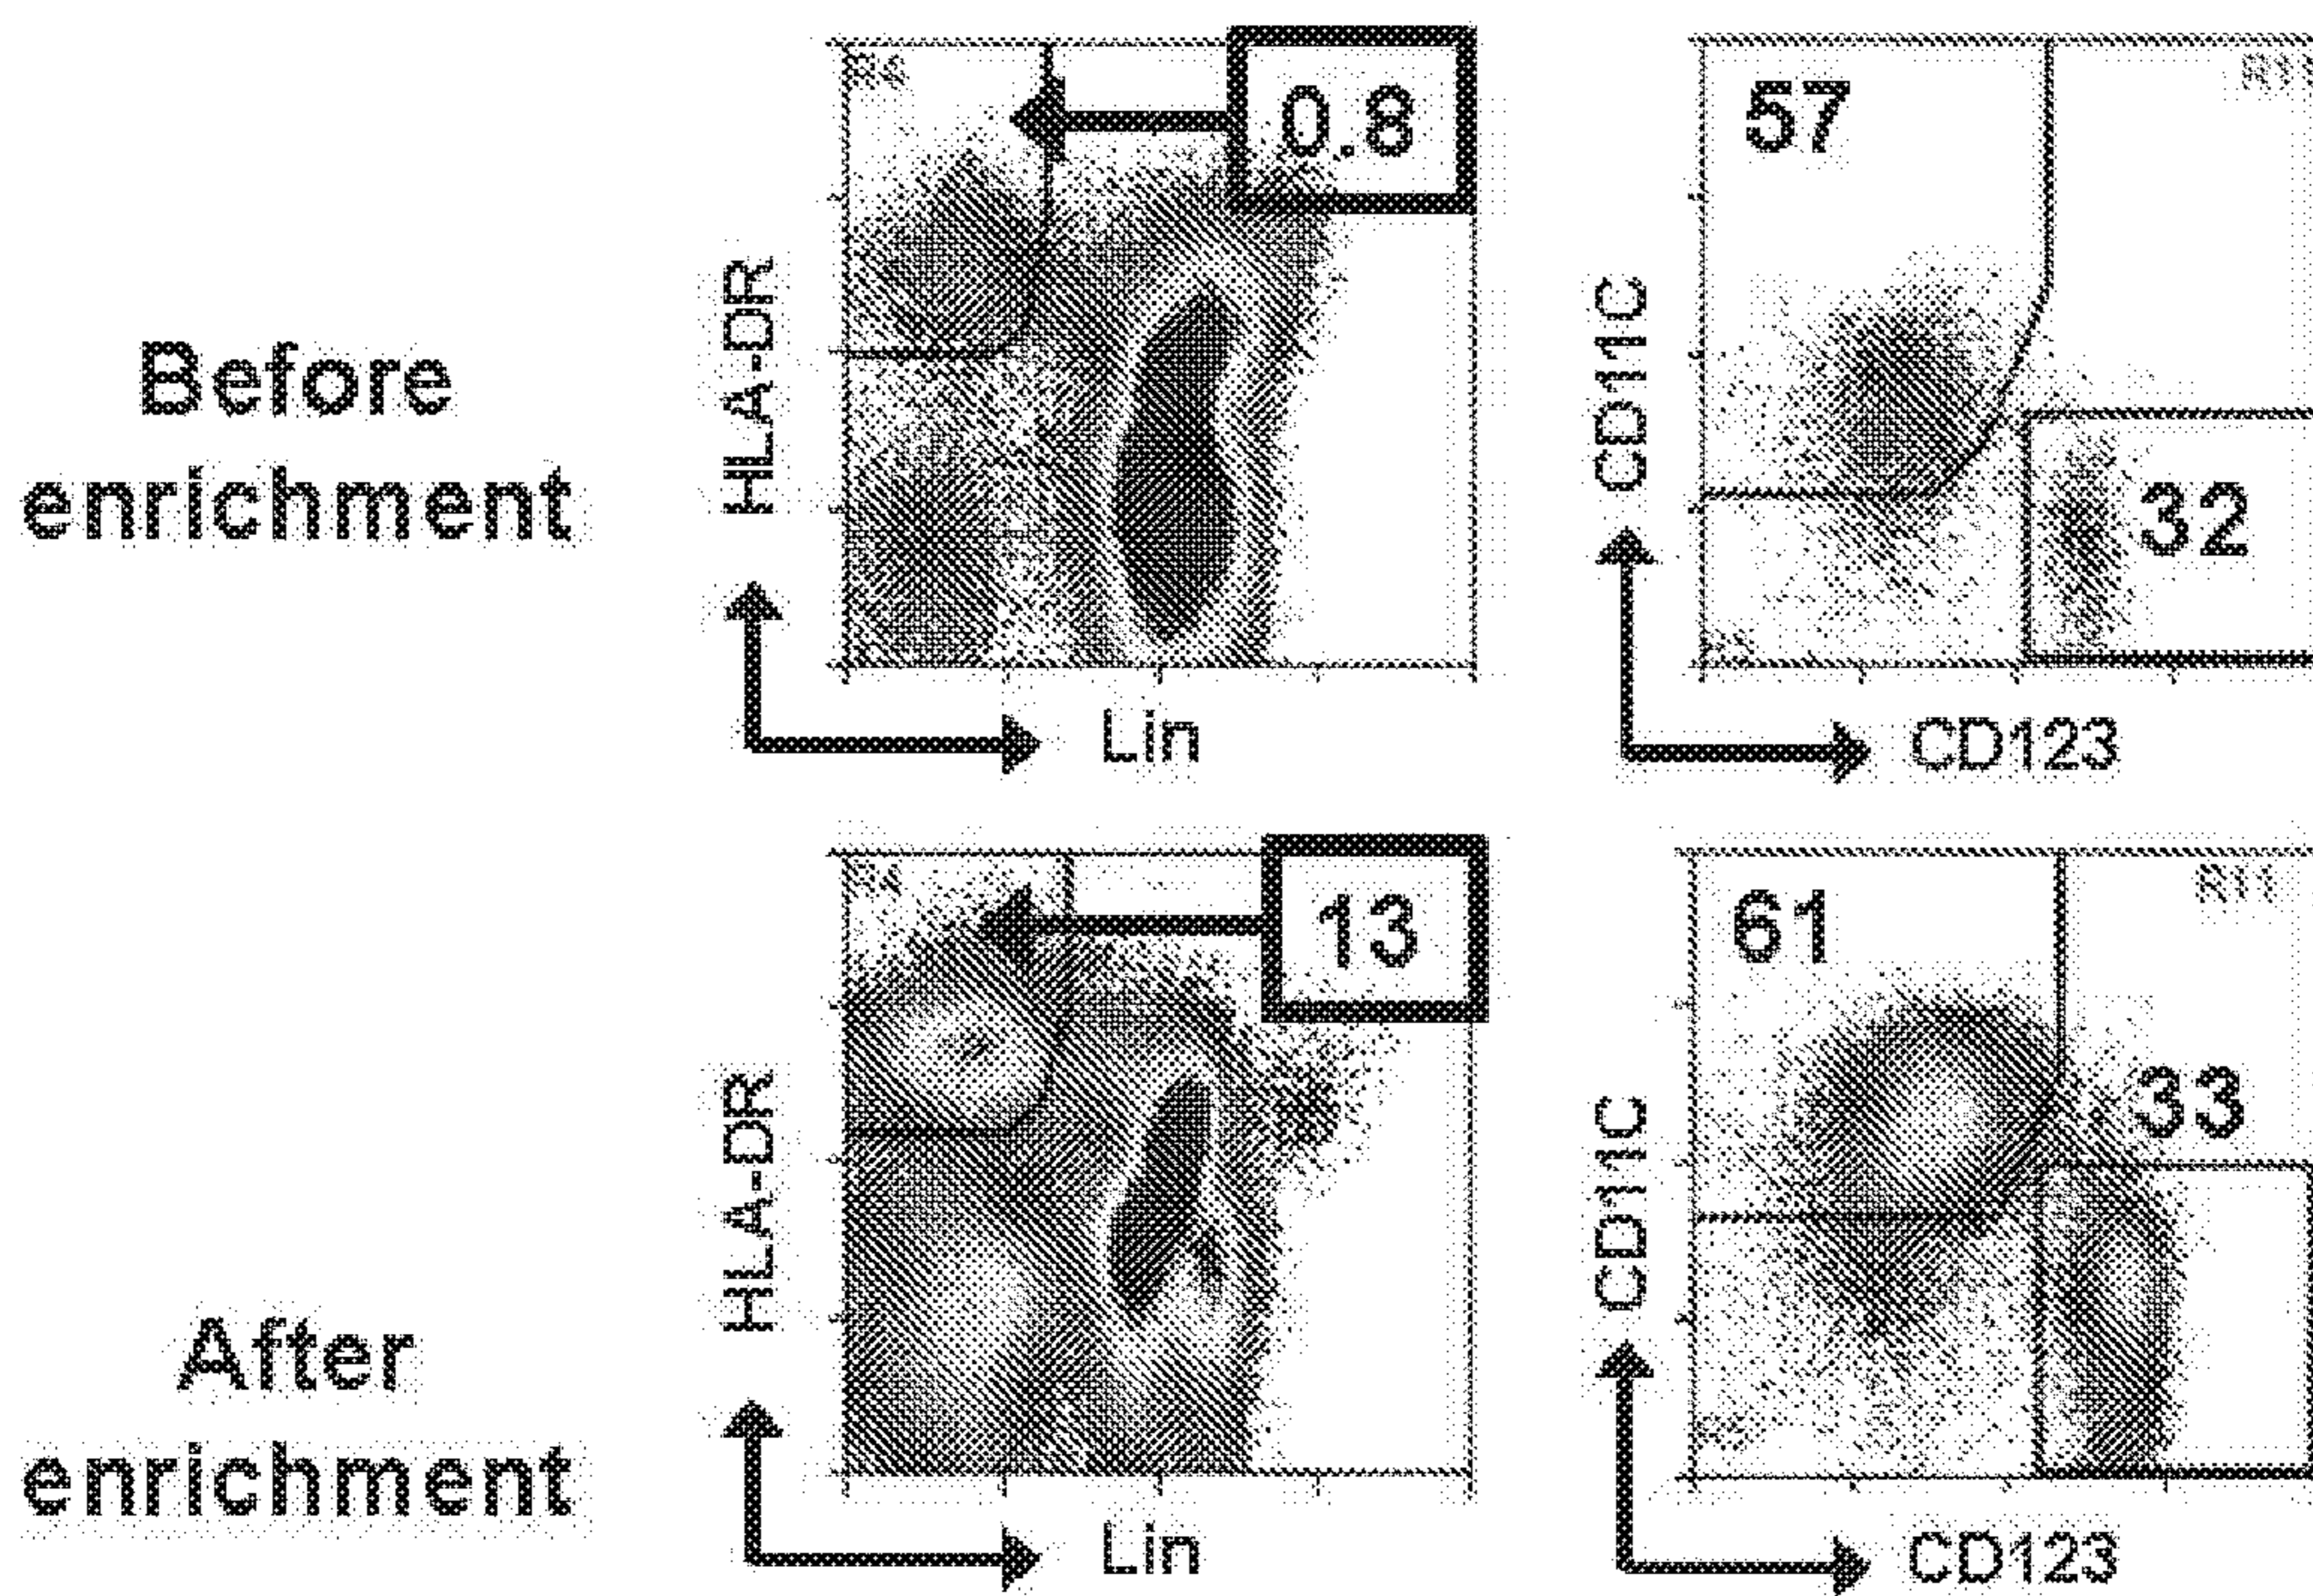 Before
enrichment
HLA-DR
0.8
Lin
CD11C
57
32
CD123
After
enrichment
HLA-DR
13
Lin
CD11C
61
R11
33
CD123